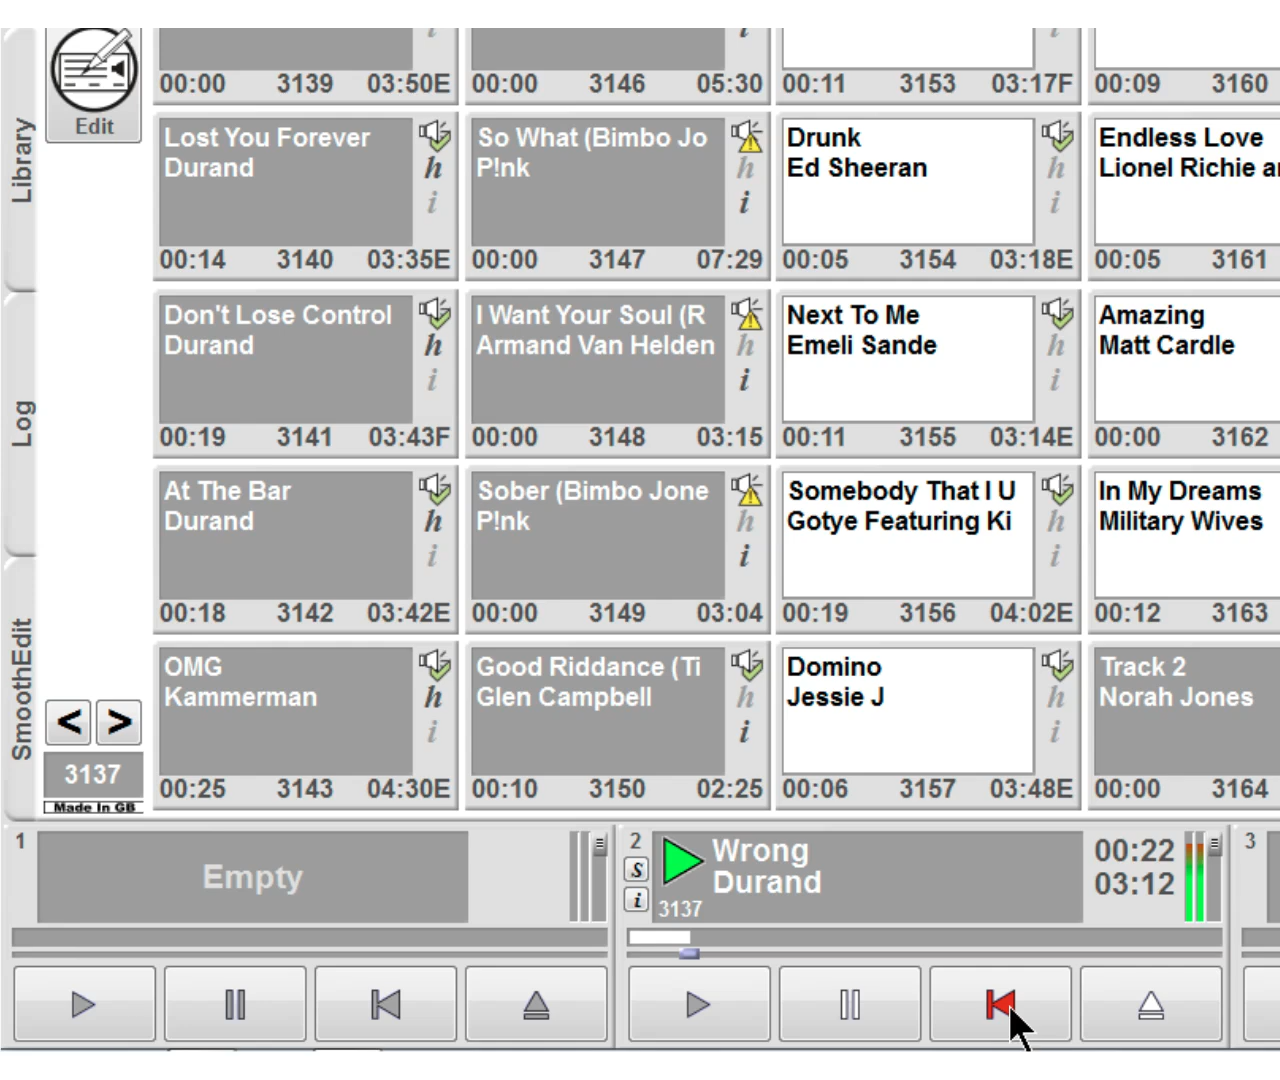 Edit
Library
Log
SmoothEdit
< >
3137
Made In GB
i
00:00 3139 03:50E
i
00:00 3146 05:30
i
00:11 3153 03:17F
00:09 3160
Lost You Forever
Durand
h
i
00:14 3140 03:35E
So What (Bimbo Jo
P!nk
h
i
00:00 3147 07:29
Drunk
Ed Sheeran
h
i
00:05 3154 03:18E
Endless Love
Lionel Richie a
00:05 3161
Don't Lose Control
Durand
h
i
00:19 3141 03:43F
I Want Your Soul (R
Armand Van Helden
h
i
00:00 3148 03:15
Next To Me
Emeli Sande
h
i
00:11 3155 03:14E
Amazing
Matt Cardle
00:00 3162
At The Bar
Durand
h
i
00:18 3142 03:42E
Sober (Bimbo Jone
P!nk
h
i
00:00 3149 03:04
Somebody That I U
Gotye Featuring Ki
h
i
00:19 3156 04:02E
In My Dreams
Military Wives
00:12 3163
OMG
Kammerman
h
i
00:25 3143 04:30E
Good Riddance (Ti
Glen Campbell
h
i
00:10 3150 02:25
Domino
Jessie J
h
i
00:06 3157 03:48E
Track 2
Norah Jones
00:00 3164
1
Empty
2
S
i
3137
Wrong
Durand
00:22
03:12
3